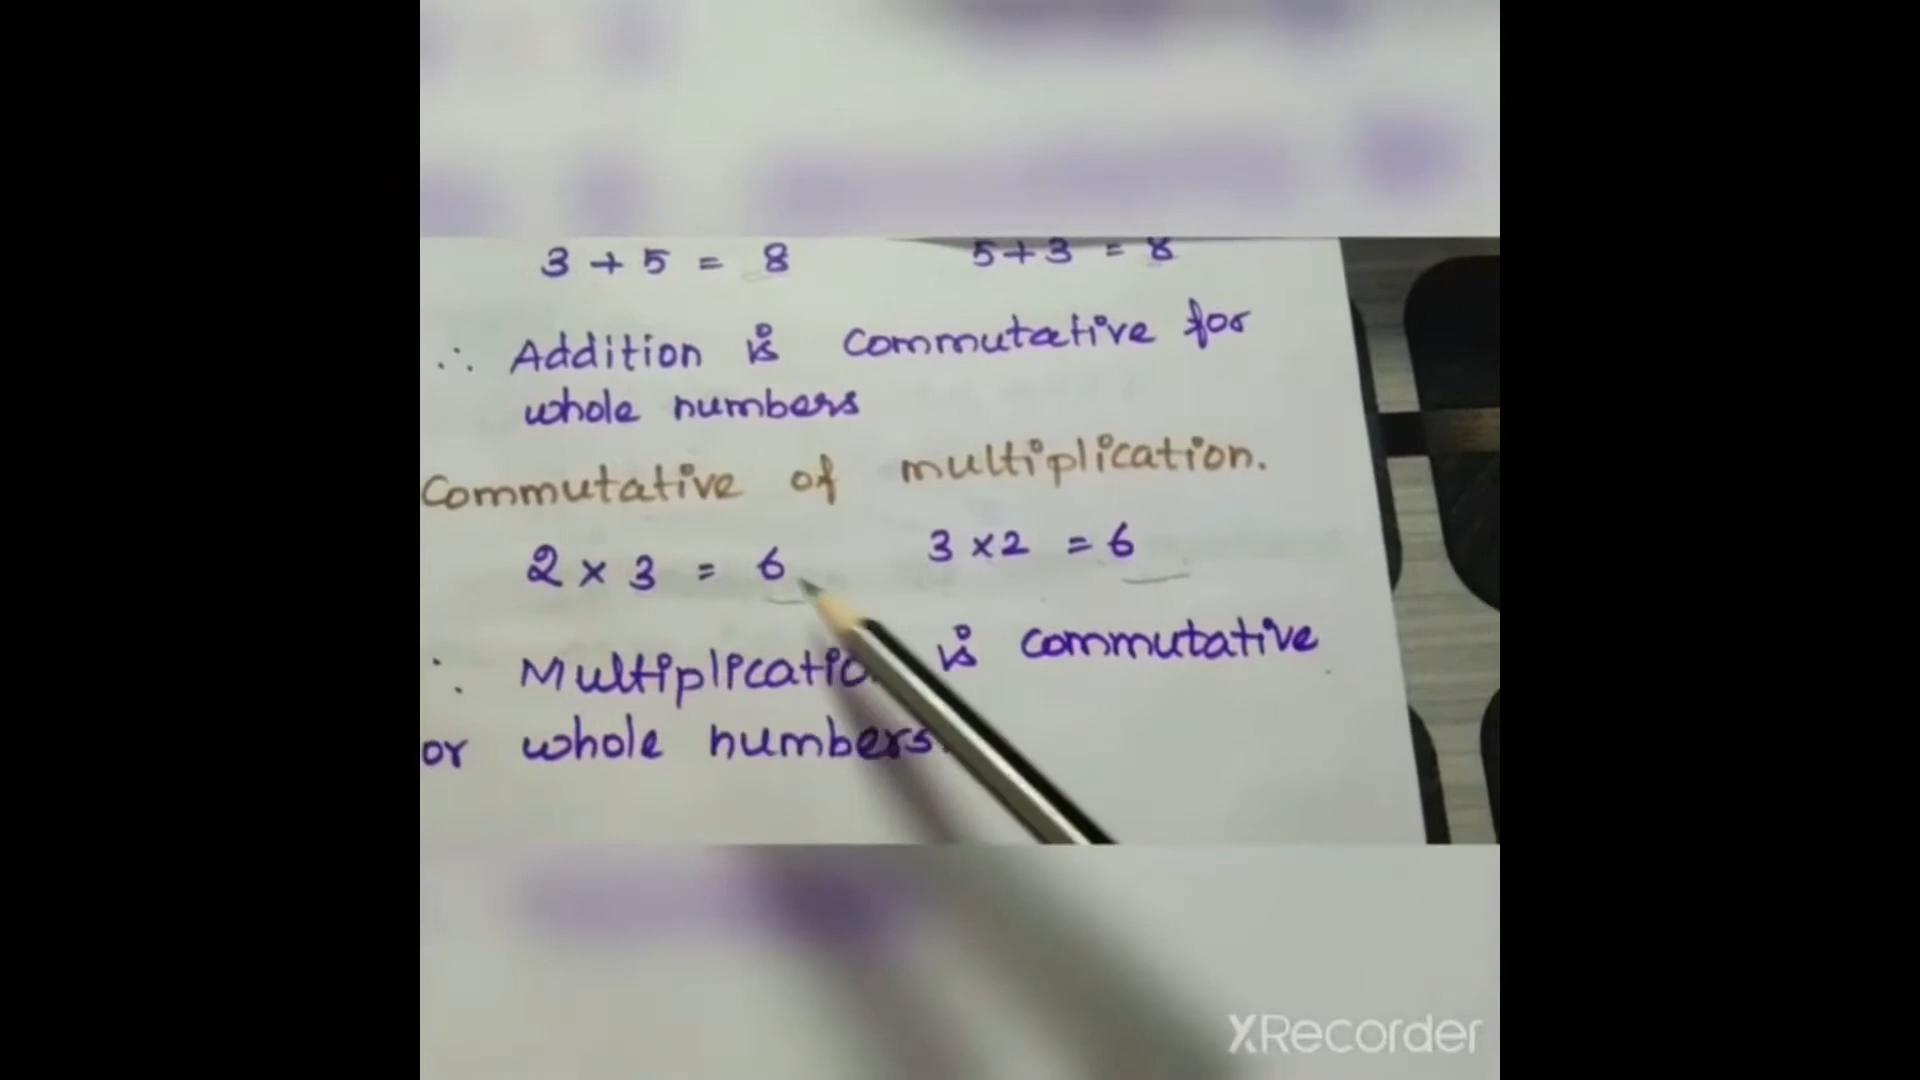 3 + 5 = 8 5+3 = 8
∴ Addition is commutative for
whole numbers
Commutative of multiplication.
2 × 3 = 6 3 ×2 = 6
∴ Multiplication is commutative
or whole numbers.
XRecorder